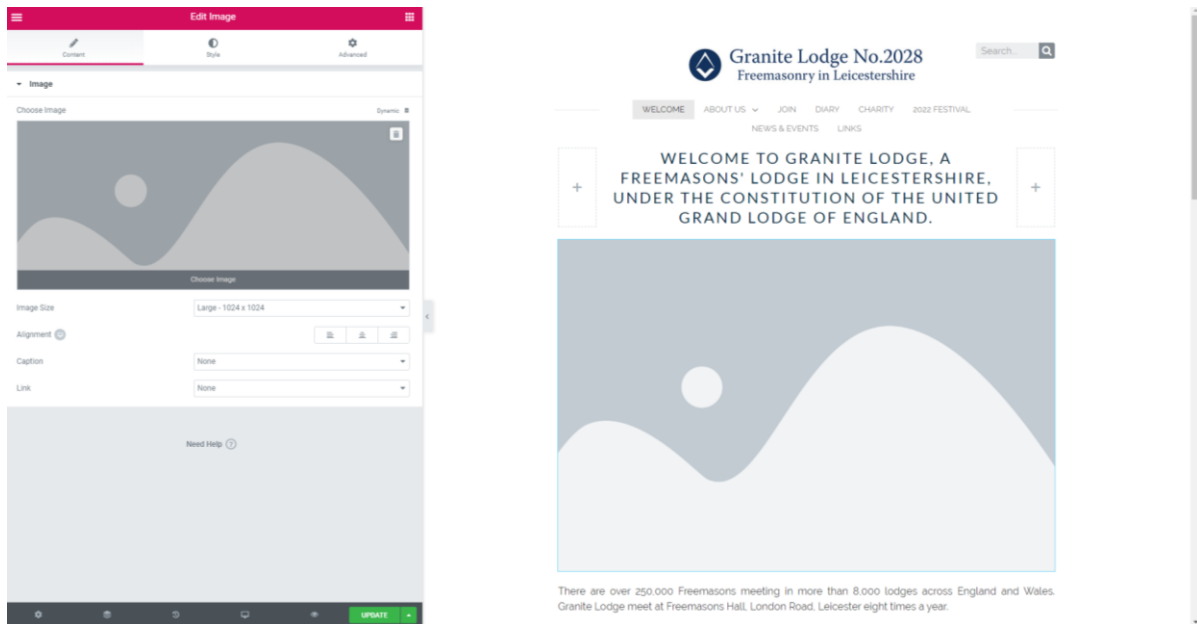 Edit Image
Content Style Advanced
Image
Choose Image Dynamic
Choose Image
Image Size Large - 1024 x 1024
Alignment
Caption None
Link None
Need Help ?
UPDATE
Granite Lodge No.2028
Freemasonry in Leicestershire
Search...
WELCOME ABOUT US JOIN DIARY CHARITY 2022 FESTIVAL
NEWS & EVENTS LINKS
WELCOME TO GRANITE LODGE, A
FREEMASONS' LODGE IN LEICESTERSHIRE,
UNDER THE CONSTITUTION OF THE UNITED
GRAND LODGE OF ENGLAND.
There are over 250,000 Freemasons meeting in more than 8,000 lodges across England and Wales.
Granite Lodge meet at Freemasons Hall, London Road, Leicester eight times a year.